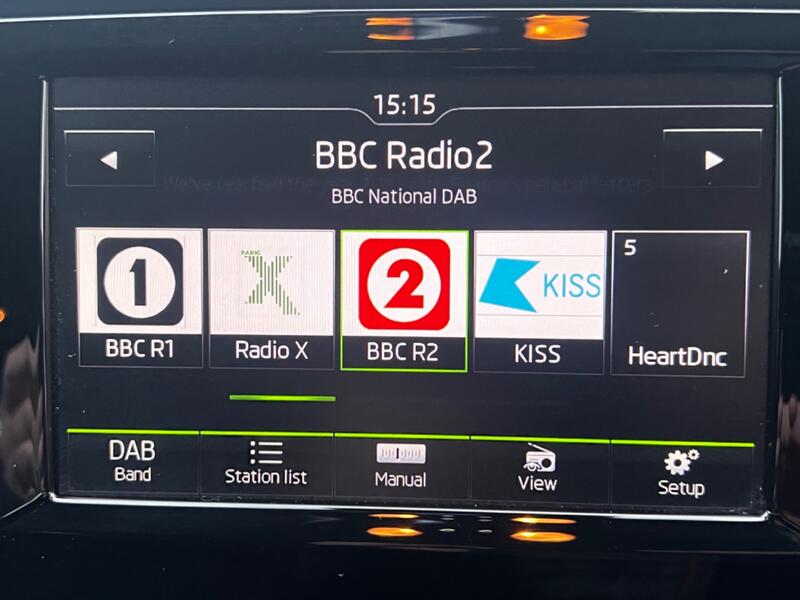 15:15
BBC Radio2
BBC National DAB
1
RADIO
X
2
KISS
5
BBC R1
Radio X
BBC R2
KISS
HeartDnc
DAB
Band
Station list
Manual
View
Setup